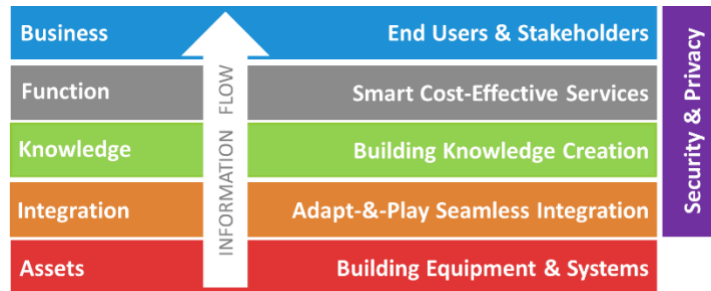 Business
End Users & Stakeholders
Function
Smart Cost-Effective Services
Knowledge
Building Knowledge Creation
Integration
Adapt-&-Play Seamless Integration
Assets
Building Equipment & Systems
INFORMATION FLOW
Security & Privacy